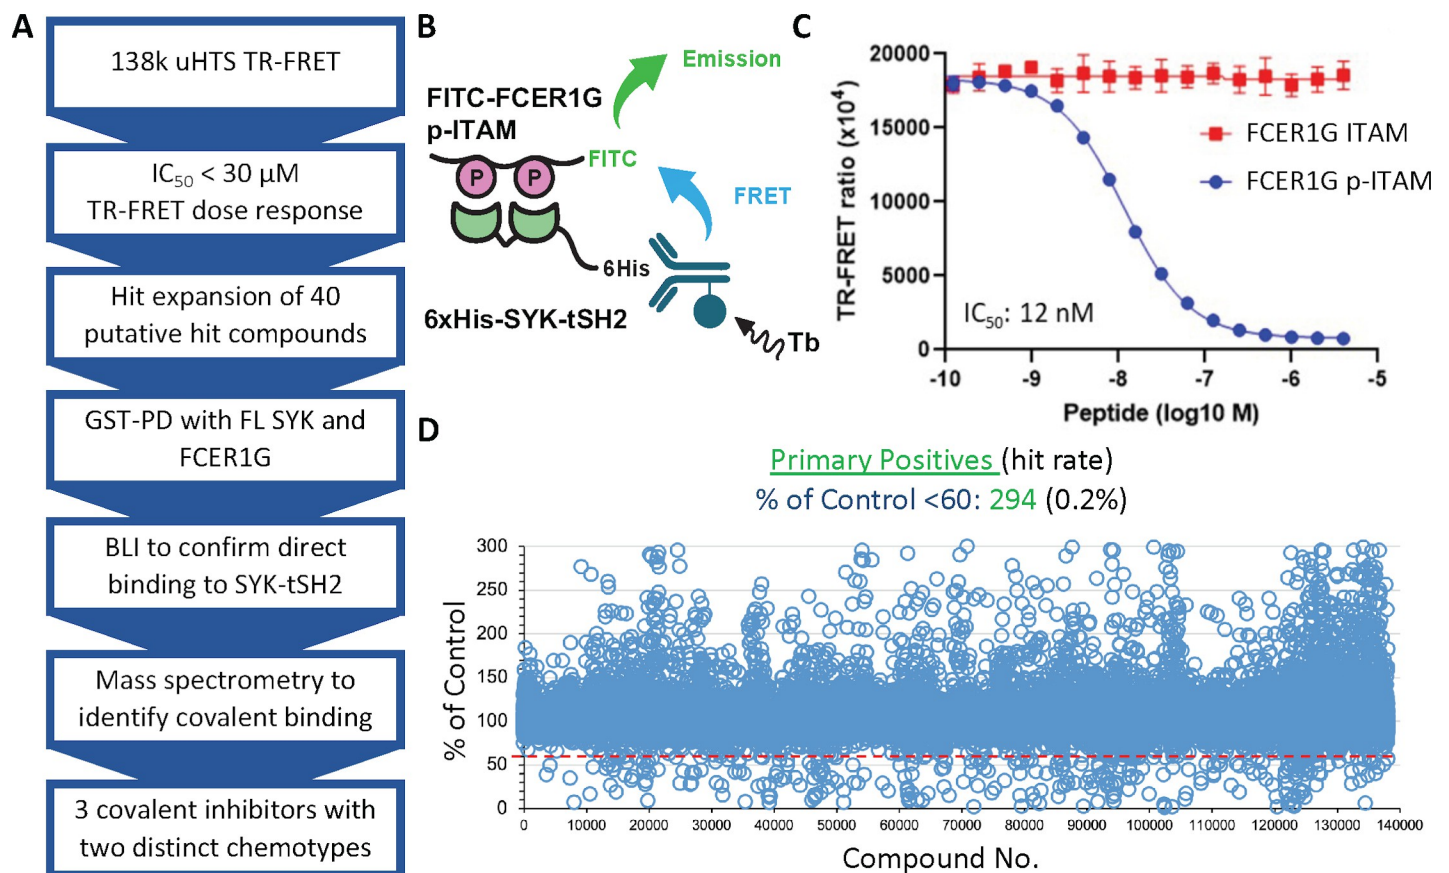 A
138k uHTS TR-FRET
IC₅₀ < 30 µM
TR-FRET dose response
Hit expansion of 40
putative hit compounds
GST-PD with FL SYK and
FCER1G
BLI to confirm direct
binding to SYK-tSH2
Mass spectrometry to
identify covalent binding
3 covalent inhibitors with
two distinct chemotypes
B
Emission
FITC-FCER1G
p-ITAM
FITC
P P
FRET
6His
6xHis-SYK-tSH2
Tb
C
TR-FRET ratio (x10⁴)
20000
15000
10000
5000
0
FCER1G ITAM
FCER1G p-ITAM
IC₅₀: 12 nM
-10 -9 -8 -7 -6 -5
Peptide (log10 M)
D
Primary Positives (hit rate)
% of Control <60: 294 (0.2%)
% of Control
300
250
200
150
100
50
0
0 10000 20000 30000 40000 50000 60000 70000 80000 90000 100000 110000 120000 130000 140000
Compound No.